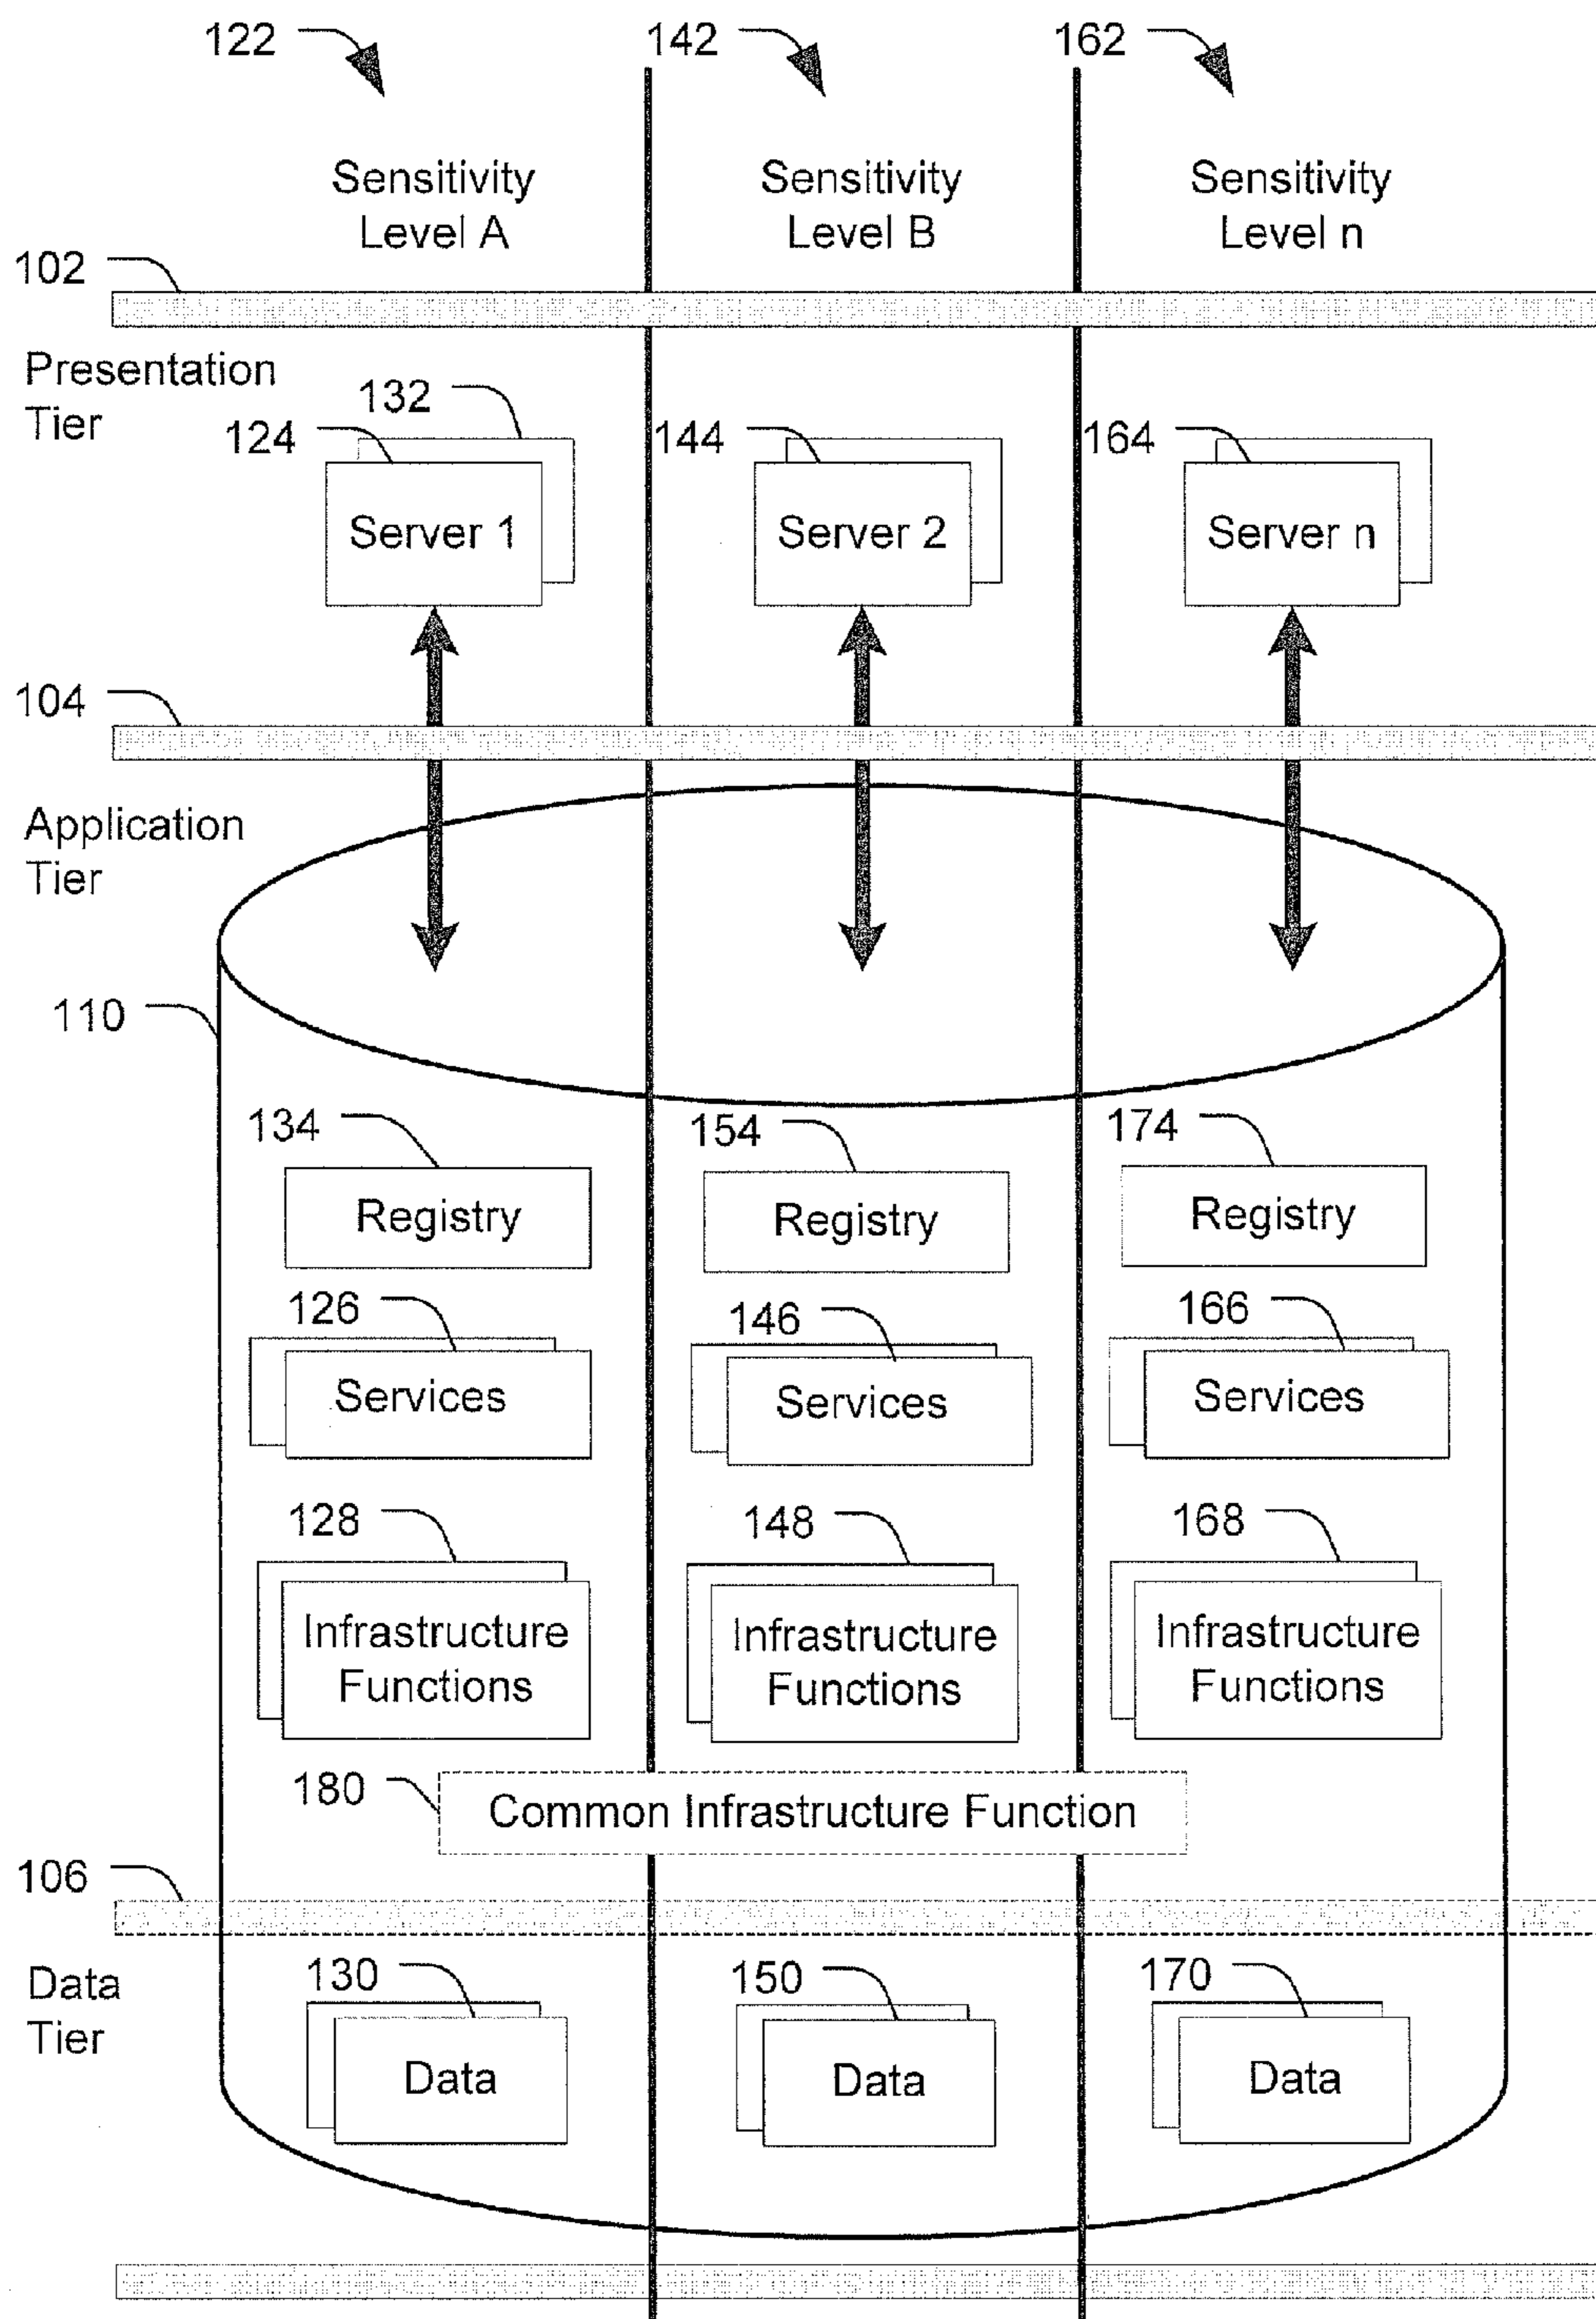 122
142
162
Sensitivity
Level A
Sensitivity
Level B
Sensitivity
Level n
102
Presentation
Tier
132
124
144
164
Server 1
Server 2
Server n
104
Application
Tier
110
134
154
174
Registry
Registry
Registry
126
146
166
Services
Services
Services
128
148
168
Infrastructure
Functions
Infrastructure
Functions
Infrastructure
Functions
180
Common Infrastructure Function
106
Data
Tier
130
150
170
Data
Data
Data